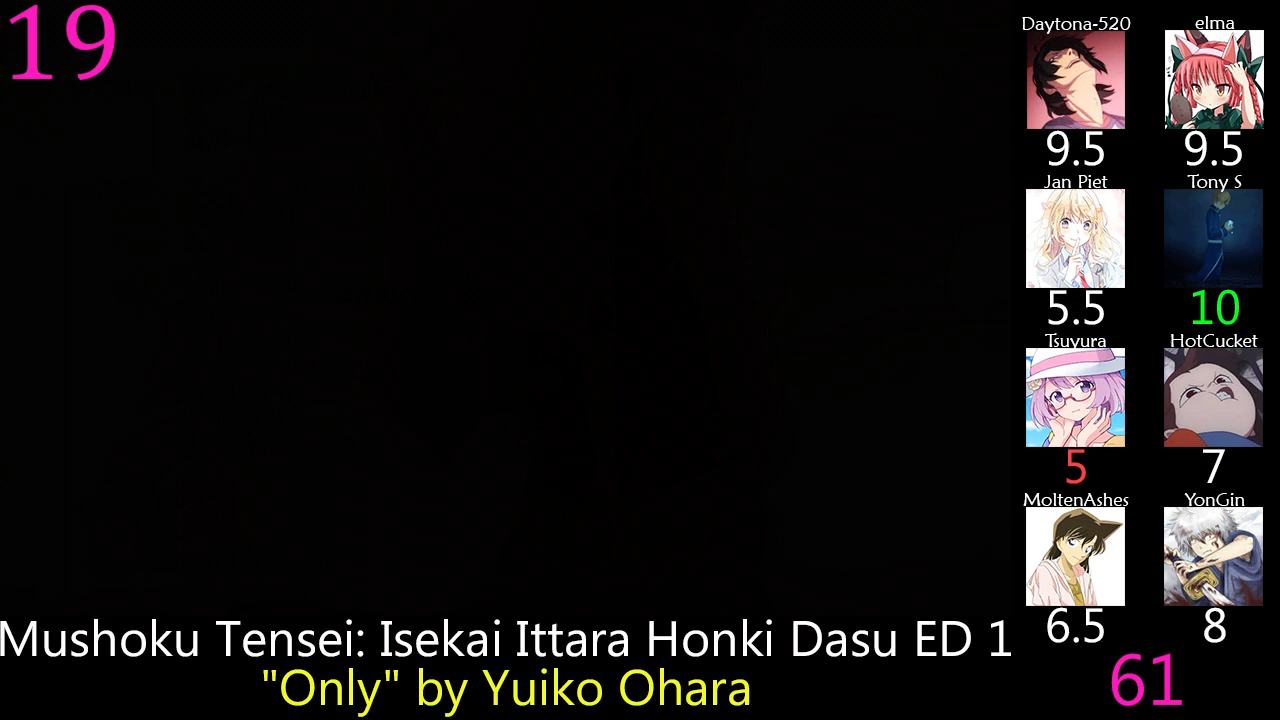 19
Daytona-520 elma
9.5 9.5
Jan Piet Tony S
5.5 10
Tsuyura HotCucket
5 7
MoltenAshes YonGin
6.5 8
Mushoku Tensei: Isekai Ittara Honki Dasu ED 1
"Only" by Yuiko Ohara
61